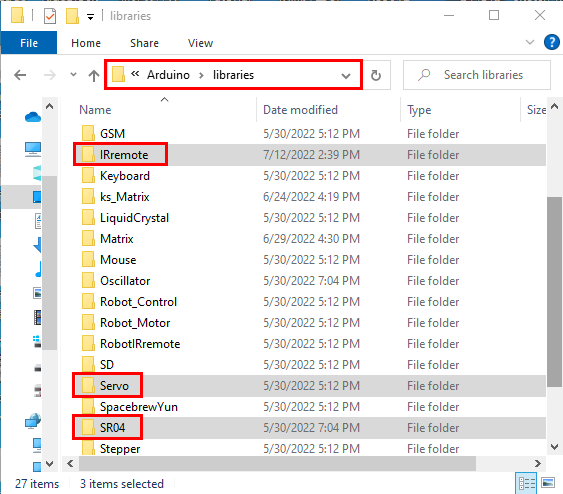 libraries
File Home Share View
Arduino libraries
Search libraries
Name Date modified Type Size
GSM 5/30/2022 5:12 PM File folder
IRremote 7/12/2022 2:39 PM File folder
Keyboard 5/30/2022 5:12 PM File folder
ks_Matrix 6/24/2022 4:19 PM File folder
LiquidCrystal 5/30/2022 5:12 PM File folder
Matrix 6/29/2022 4:30 PM File folder
Mouse 5/30/2022 5:12 PM File folder
Oscillator 5/30/2022 7:04 PM File folder
Robot_Control 5/30/2022 5:12 PM File folder
Robot_Motor 5/30/2022 5:12 PM File folder
RobotIRremote 5/30/2022 5:12 PM File folder
SD 5/30/2022 5:12 PM File folder
Servo 5/30/2022 5:12 PM File folder
SpacebrewYun 5/30/2022 5:12 PM File folder
SR04 5/30/2022 7:04 PM File folder
Stepper 5/30/2022 5:12 PM File folder
27 items 3 items selected